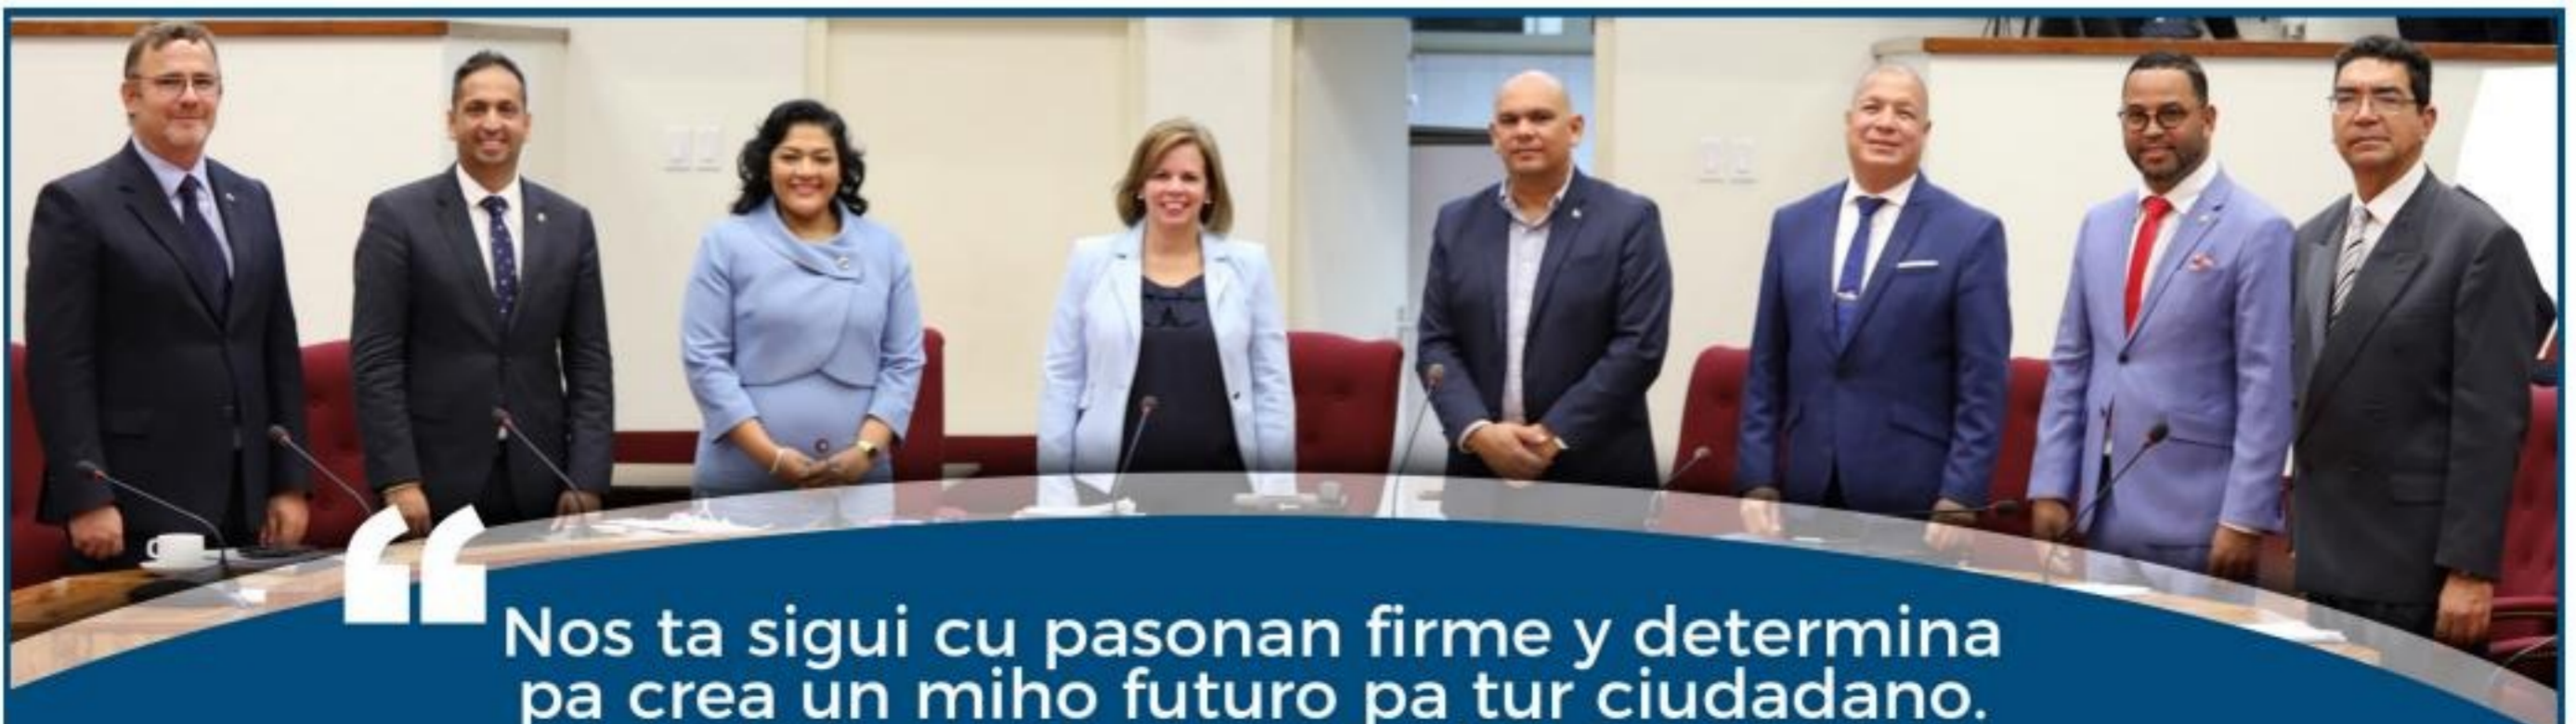 “Nos ta sigui cu pasonan firme y determina
pa crea un miho futuro pa tur ciudadano.